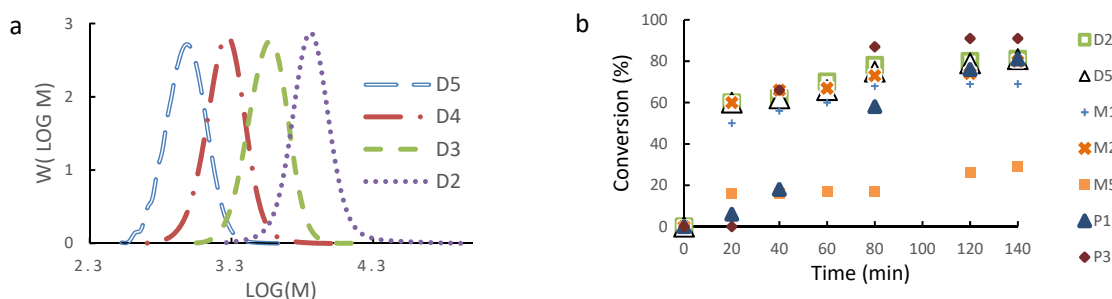 a
W( LOG M)
3
2
1
0
2.3
3.3
4.3
LOG(M)
D5
D4
D3
D2
b
Conversion (%)
100
80
60
40
20
0
0
20
40
60
80
100
120
140
Time (min)
D2
D5
M1
M2
M5
P1
P3